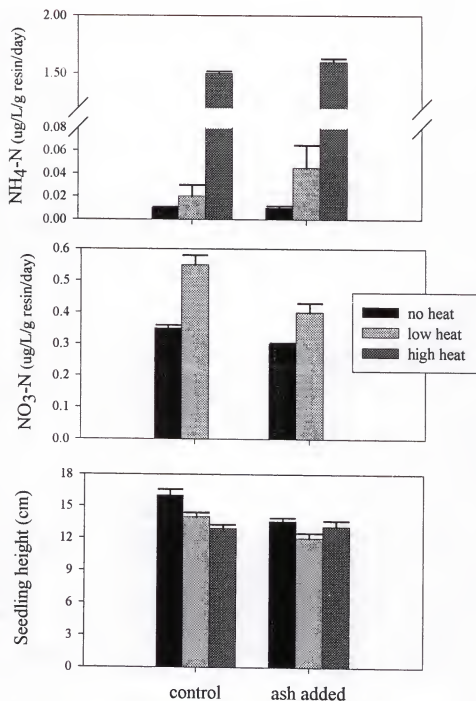 2.00
1.50
0.08
0.06
0.04
0.02
0.00
NH4-N (ug/L/g resin/day)
0.6
0.5
0.4
0.3
0.2
0.1
0.0
NO3-N (ug/L/g resin/day)
no heat
low heat
high heat
18
15
12
9
6
3
0
Seedling height (cm)
control
ash added